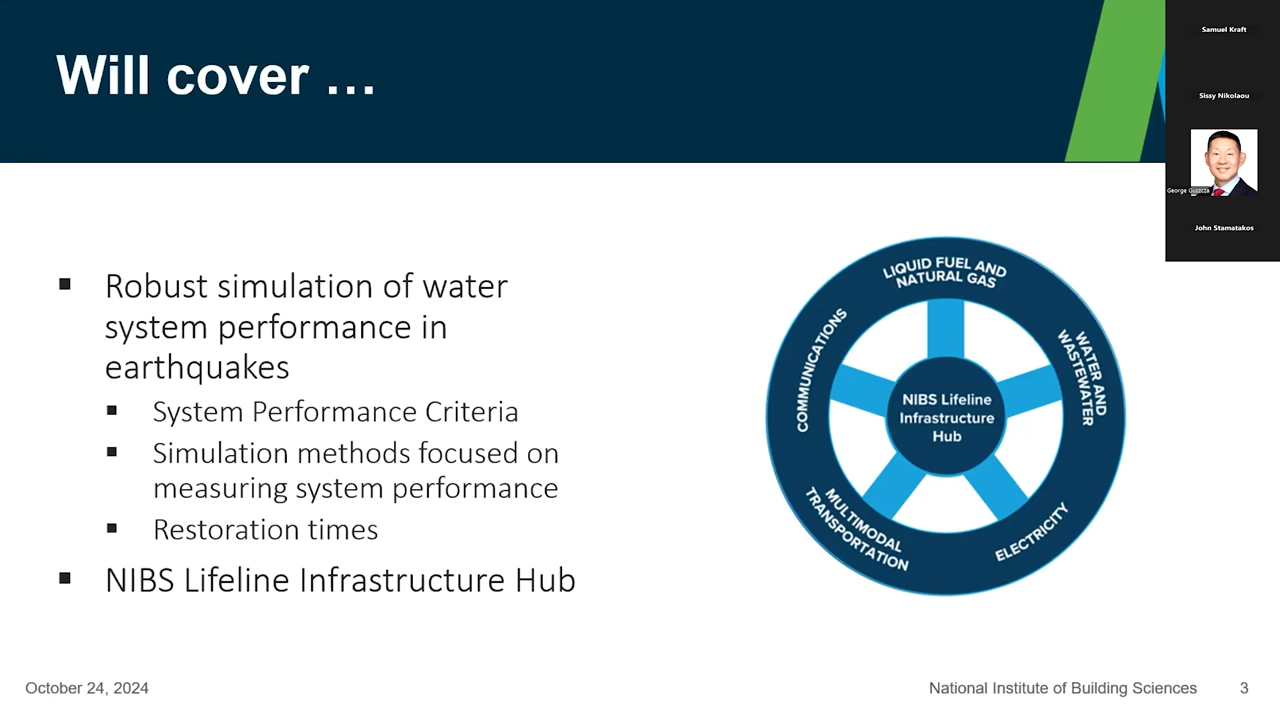 Will cover …
Robust simulation of water
system performance in
earthquakes
System Performance Criteria
Simulation methods focused on
measuring system performance
Restoration times
NIBS Lifeline Infrastructure Hub
LIQUID FUEL AND
NATURAL GAS
WATER AND
WASTEWATER
ELECTRICITY
MULTIMODAL
TRANSPORTATION
COMMUNICATIONS
NIBS Lifeline
Infrastructure
Hub
Samuel Kraft
Sissy Nikolaou
George Guszcza
John Stamatakos
October 24, 2024
National Institute of Building Sciences
3